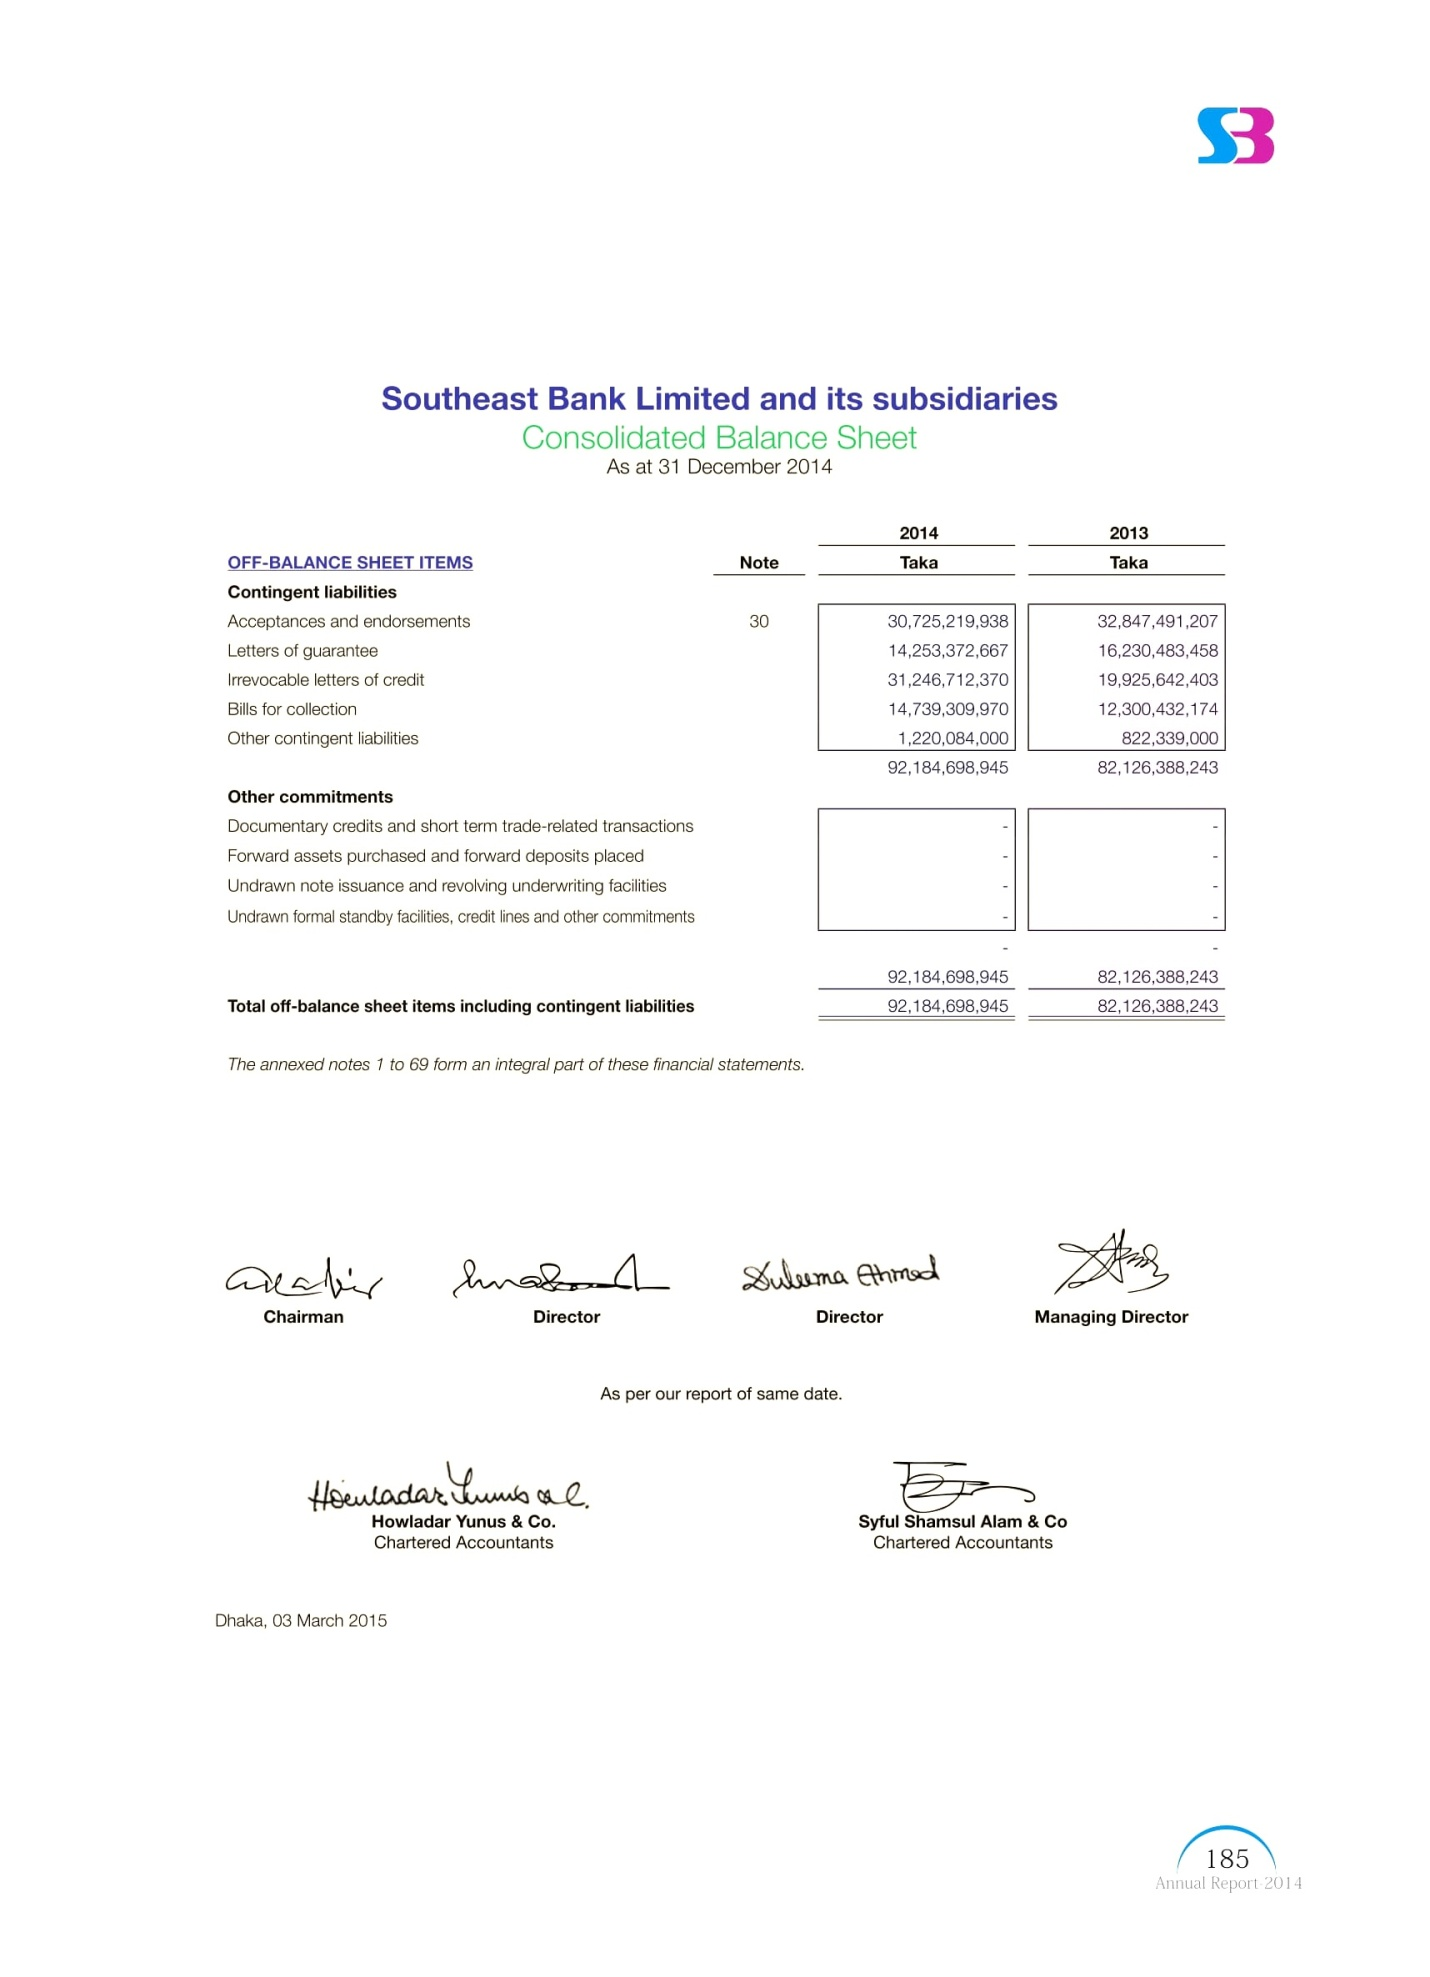 SB
Southeast Bank Limited and its subsidiaries
Consolidated Balance Sheet
As at 31 December 2014
2014 2013
OFF-BALANCE SHEET ITEMS Note Taka Taka
Contingent liabilities
Acceptances and endorsements 30 30,725,219,938 32,847,491,207
Letters of guarantee 14,253,372,667 16,230,483,458
Irrevocable letters of credit 31,246,712,370 19,925,642,403
Bills for collection 14,739,309,970 12,300,432,174
Other contingent liabilities 1,220,084,000 822,339,000
92,184,698,945 82,126,388,243
Other commitments
Documentary credits and short term trade-related transactions - -
Forward assets purchased and forward deposits placed - -
Undrawn note issuance and revolving underwriting facilities - -
Undrawn formal standby facilities, credit lines and other commitments - -
- -
92,184,698,945 82,126,388,243
Total off-balance sheet items including contingent liabilities 92,184,698,945 82,126,388,243
The annexed notes 1 to 69 form an integral part of these financial statements.
Duleema Ahmed
Chairman Director Director Managing Director
As per our report of same date.
Howladar Yunus & Co.
Howladar Yunus & Co. Syful Shamsul Alam & Co
Chartered Accountants Chartered Accountants
Dhaka, 03 March 2015
185
Annual Report-2014